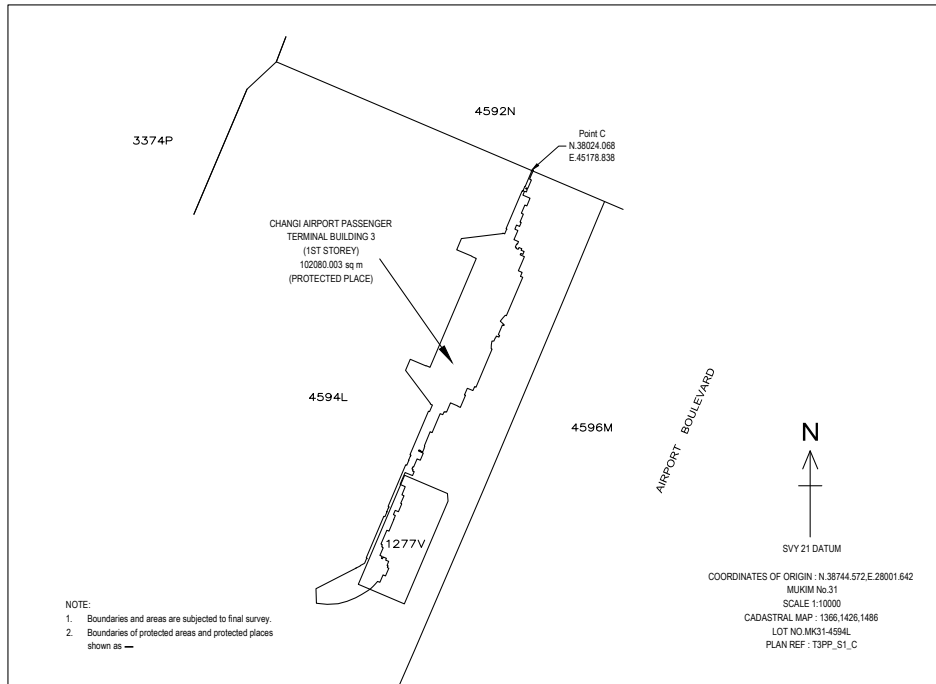 4592N
3374P
Point C
N.38024.068
E.45178.838
CHANGI AIRPORT PASSENGER
TERMINAL BUILDING 3
(1ST STOREY)
102080.003 sq m
(PROTECTED PLACE)
4594L
4596M
AIRPORT BOULEVARD
1277V
N
SVY 21 DATUM
COORDINATES OF ORIGIN : N.38744.572,E.28001.642
MUKIM No.31
SCALE 1:10000
CADASTRAL MAP : 1366,1426,1486
LOT NO.MK31-4594L
PLAN REF : T3PP_S1_C
NOTE:
1. Boundaries and areas are subjected to final survey.
2. Boundaries of protected areas and protected places
shown as —